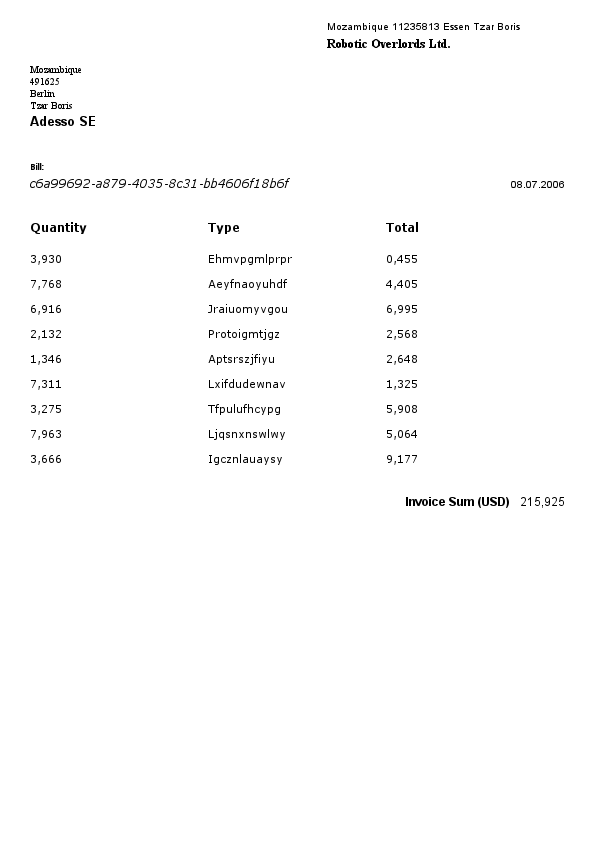 Mozambique 11235813 Essen Tzar Boris
Robotic Overlords Ltd.
Mozambique
491625
Berlin
Tzar Boris
Adesso SE
Bill:
c6a99692-a879-4035-8c31-bb4606f18b6f 08.07.2006
Quantity Type Total
3,930 Ehmvpgmlprpr 0,455
7,768 Aeyfnaoyuhdf 4,405
6,916 Jraiuomyvgou 6,995
2,132 Protoigmtjgz 2,568
1,346 Aptsrszjfiyu 2,648
7,311 Lxifdudewnav 1,325
3,275 Tfpulufhcypg 5,908
7,963 Ljqsnxnswlwy 5,064
3,666 Igcznlauaysy 9,177
Invoice Sum (USD) 215,925